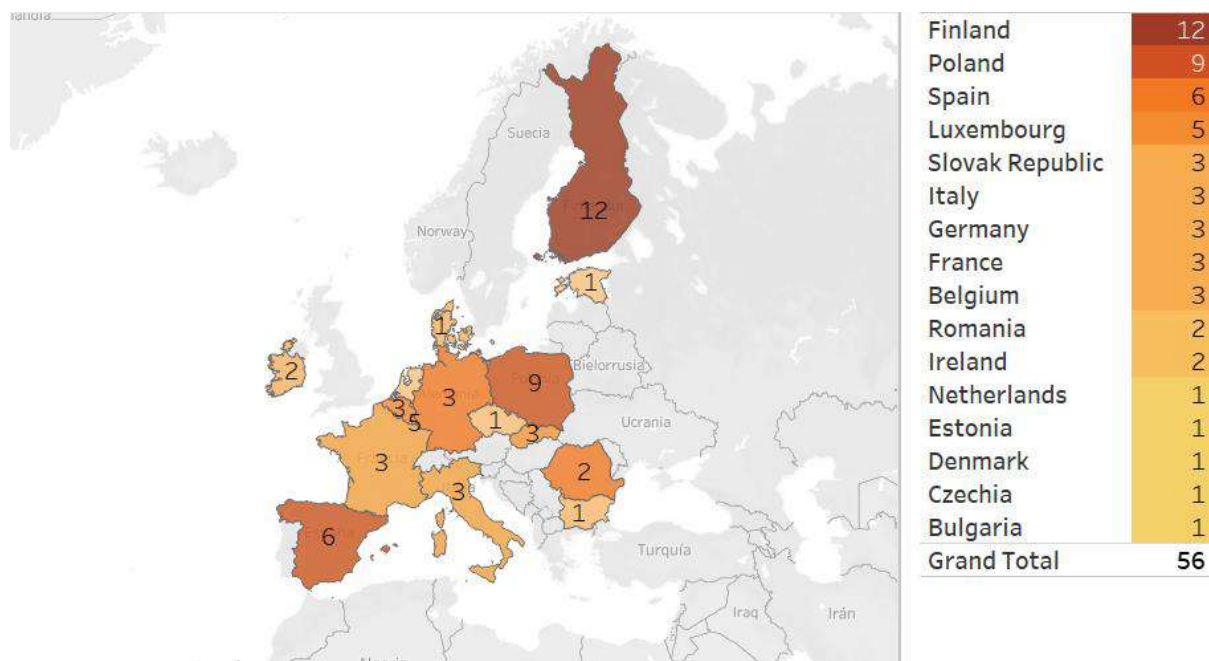 Suecia
12
Norway
1
1
Bielorrusia
2
9
3
3
5
1
3
Ucrania
3
2
3
1
6
Turquía
Iraq
Irán
Finland 12
Poland 9
Spain 6
Luxembourg 5
Slovak Republic 3
Italy 3
Germany 3
France 3
Belgium 3
Romania 2
Ireland 2
Netherlands 1
Estonia 1
Denmark 1
Czechia 1
Bulgaria 1
Grand Total 56